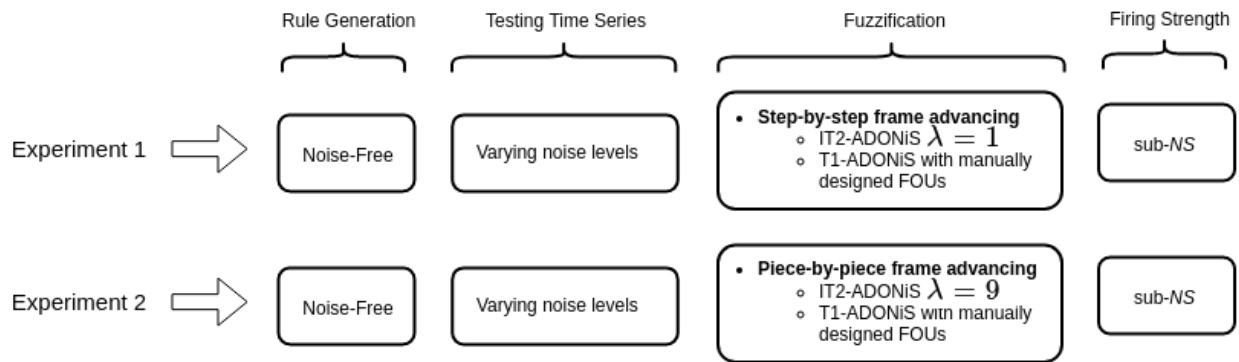 Rule Generation
Testing Time Series
Fuzzification
Firing Strength
Experiment 1
Noise-Free
Varying noise levels
• Step-by-step frame advancing
◦ IT2-ADONiS λ = 1
◦ T1-ADONiS with manually
designed FOUs
sub-NS
Experiment 2
Noise-Free
Varying noise levels
• Piece-by-piece frame advancing
◦ IT2-ADONiS λ = 9
◦ T1-ADONiS with manually
designed FOUs
sub-NS